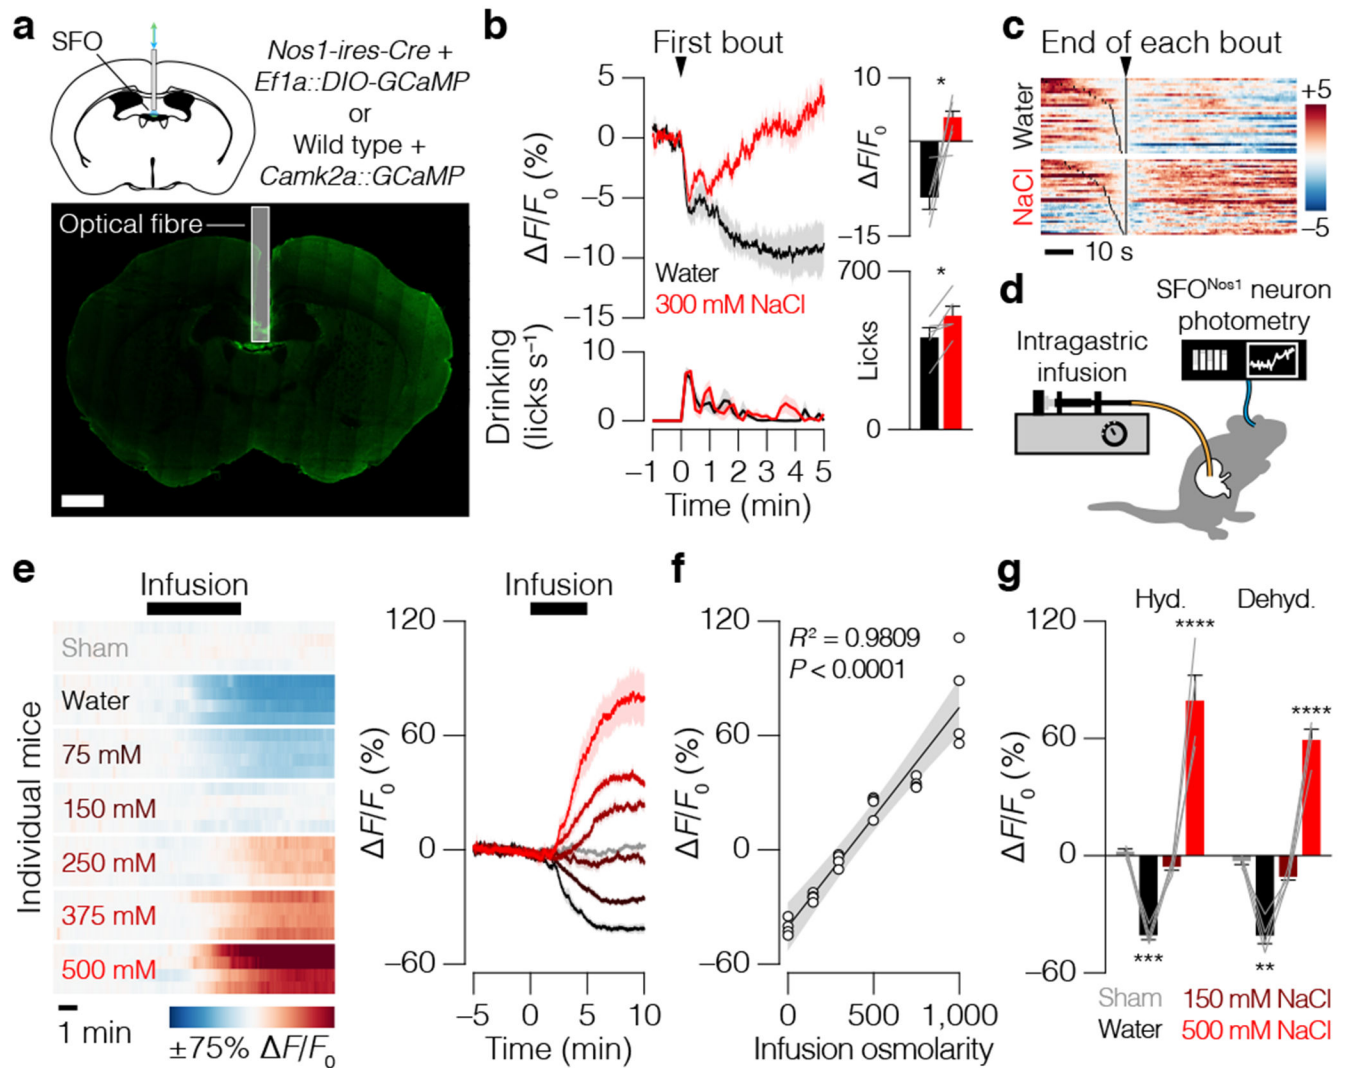 a
SFO
Nos1-ires-Cre +
Ef1a::DIO-GCaMP
or
Wild type +
Camk2a::GCaMP
Optical fibre
b
First bout
5
0
−5
−10
−15
ΔF/F0 (%)
Water
300 mM NaCl
10
0
Drinking
(licks s−1)
−1 0 1 2 3 4 5
Time (min)
10
*
ΔF/F0
−15
700
*
Licks
0
c
End of each bout
Water
NaCl
+5
−5
10 s
d
SFONos1 neuron
photometry
Intragastric
infusion
e
Infusion
Individual mice
Sham
Water
75 mM
150 mM
250 mM
375 mM
500 mM
1 min
±75% ΔF/F0
Infusion
120
60
0
−60
ΔF/F0 (%)
−5 0 5 10
Time (min)
f
120
60
0
−60
ΔF/F0 (%)
R² = 0.9809
P < 0.0001
0 500 1,000
Infusion osmolarity
g
Hyd. Dehyd.
120
60
0
−60
ΔF/F0 (%)
****
****
***
**
Sham 150 mM NaCl
Water 500 mM NaCl